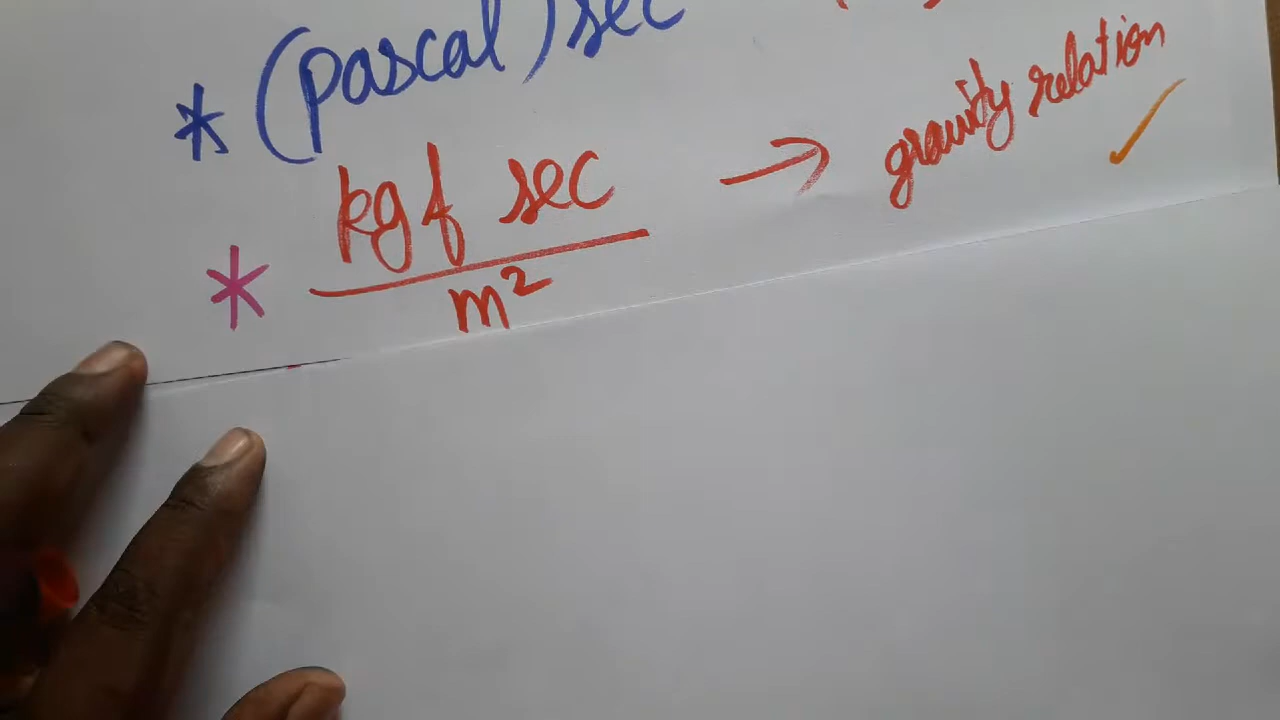 * (pascal) sec
* kgf sec / m² → gravity relation ✓